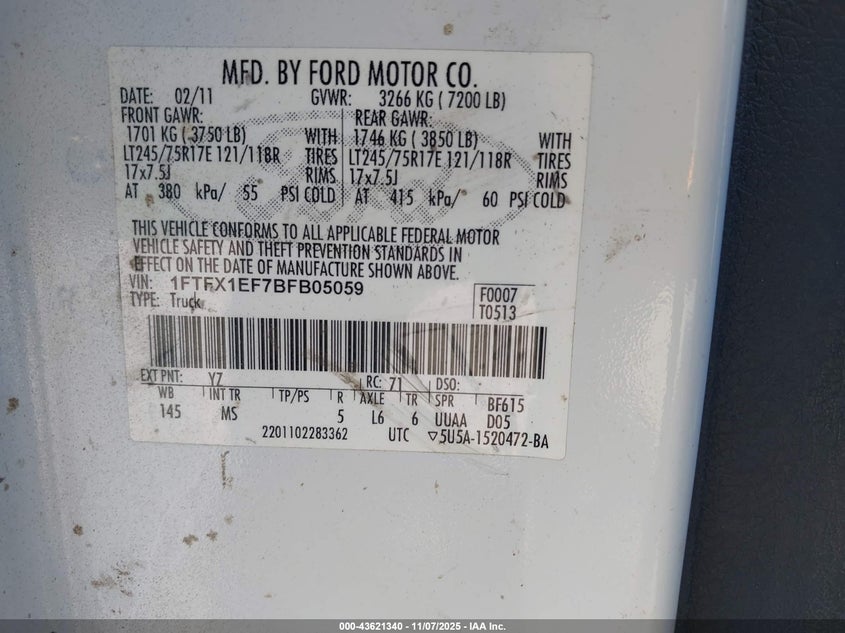 MFD. BY FORD MOTOR CO.
DATE: 02/11 GVWR: 3266 KG ( 7200 LB)
FRONT GAWR: REAR GAWR:
1701 KG ( 3750 LB) WITH 1746 KG ( 3850 LB) WITH
LT245/75R17E 121/118R TIRES LT245/75R17E 121/118R TIRES
17x7.5J RIMS 17x7.5J RIMS
AT 380 kPa/ 55 PSI COLD AT 415 kPa/ 60 PSI COLD
THIS VEHICLE CONFORMS TO ALL APPLICABLE FEDERAL MOTOR
VEHICLE SAFETY AND THEFT PREVENTION STANDARDS IN
EFFECT ON THE DATE OF MANUFACTURE SHOWN ABOVE.
VIN: 1FTFX1EF7BFB05059 F0007
TYPE: Truck T0513
EXT PNT: YZ RC: 71 DSO:
WB INT TR TP/PS R AXLE TR SPR BF615
145 MS 5 L6 6 UUAA D05
2201102283362 UTC ▽5U5A-1520472-BA
000-43621340 - 11/07/2025 - IAA Inc.